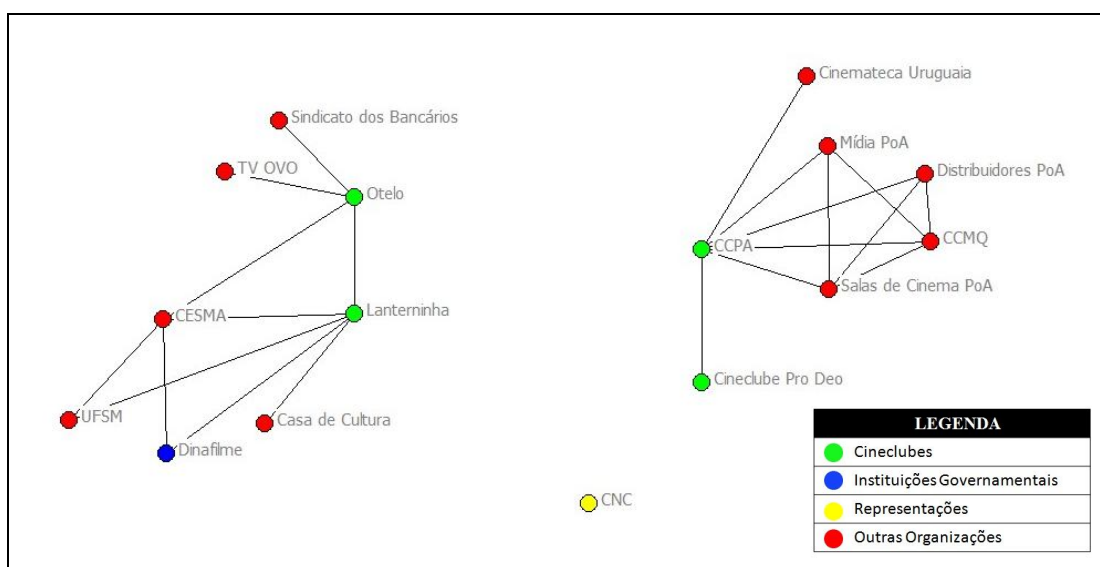 Cinemateca Uruguaia
Sindicato dos Bancários
Mídia PoA
TV OVO
Distribuidores PoA
Otelo
CCPA
CCMQ
Salas de Cinema PoA
CESMA
Lanterninha
Cineclube Pro Deo
UFSM
Casa de Cultura
Dinafilme
CNC
LEGENDA
Cineclubes
Instituições Governamentais
Representações
Outras Organizações